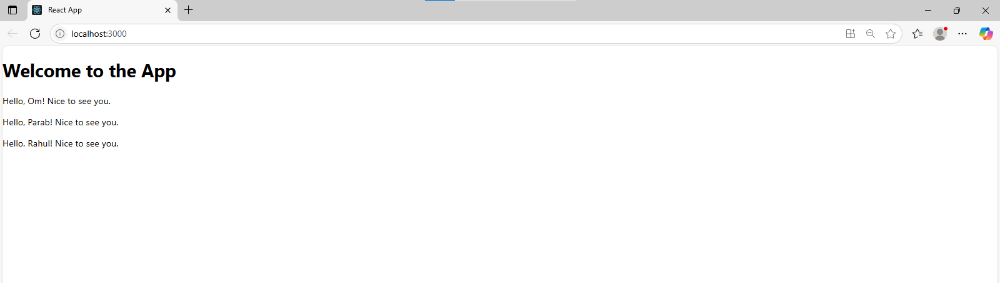 React App
localhost:3000
Welcome to the App
Hello, Om! Nice to see you.
Hello, Parab! Nice to see you.
Hello, Rahul! Nice to see you.